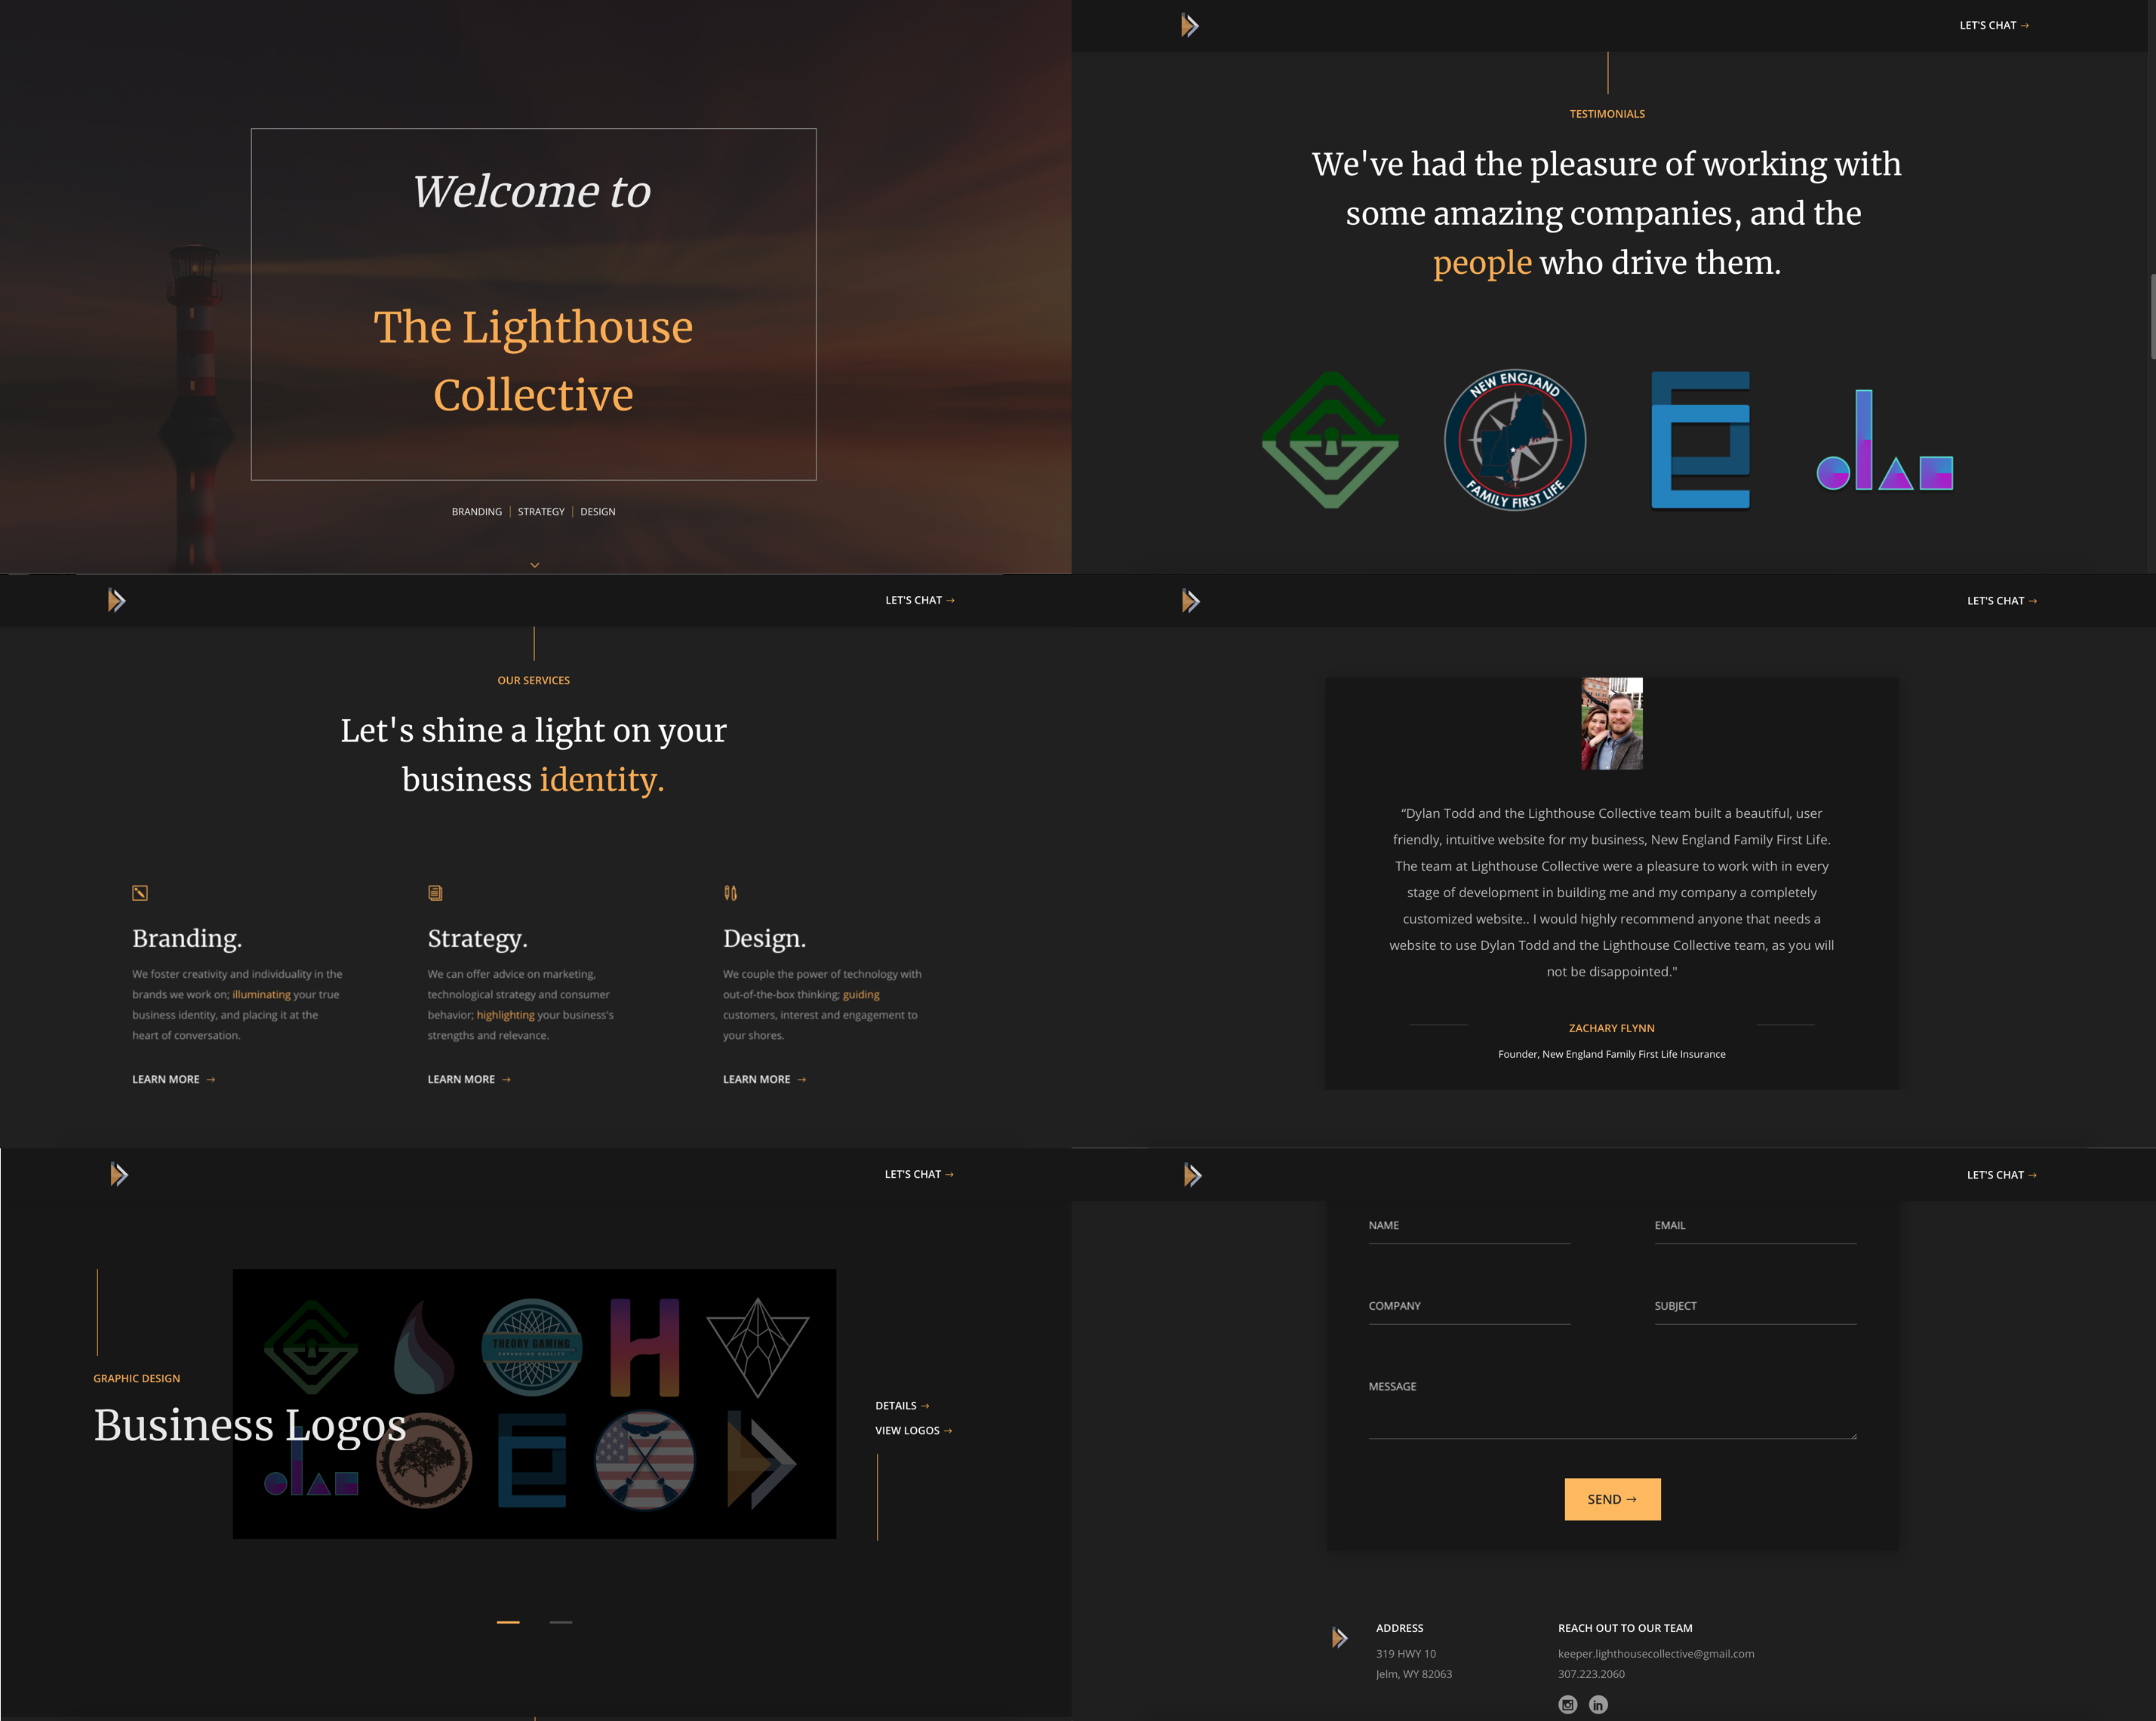 Welcome to
The Lighthouse
Collective
BRANDING | STRATEGY | DESIGN
LET'S CHAT →
TESTIMONIALS
We've had the pleasure of working with
some amazing companies, and the
people who drive them.
NEW ENGLAND
FAMILY FIRST LIFE
LET'S CHAT →
OUR SERVICES
Let's shine a light on your
business identity.
Branding.
We foster creativity and individuality in the
brands we work on; illuminating your true
business identity, and placing it at the
heart of conversation.
LEARN MORE →
Strategy.
We can offer advice on marketing,
technological strategy and consumer
behavior; highlighting your business's
strengths and relevance.
LEARN MORE →
Design.
We couple the power of technology with
out-of-the-box thinking; guiding
customers, interest and engagement to
your shores.
LEARN MORE →
LET'S CHAT →
“Dylan Todd and the Lighthouse Collective team built a beautiful, user
friendly, intuitive website for my business, New England Family First Life.
The team at Lighthouse Collective were a pleasure to work with in every
stage of development in building me and my company a completely
customized website.. I would highly recommend anyone that needs a
website to use Dylan Todd and the Lighthouse Collective team, as you will
not be disappointed."
ZACHARY FLYNN
Founder, New England Family First Life Insurance
LET'S CHAT →
GRAPHIC DESIGN
Business Logos
THEORY GAMING
EXPANDING REALITY
H
DETAILS →
VIEW LOGOS →
LET'S CHAT →
NAME
EMAIL
COMPANY
SUBJECT
MESSAGE
SEND →
ADDRESS
319 HWY 10
Jelm, WY 82063
REACH OUT TO OUR TEAM
keeper.lighthousecollective@gmail.com
307.223.2060
in